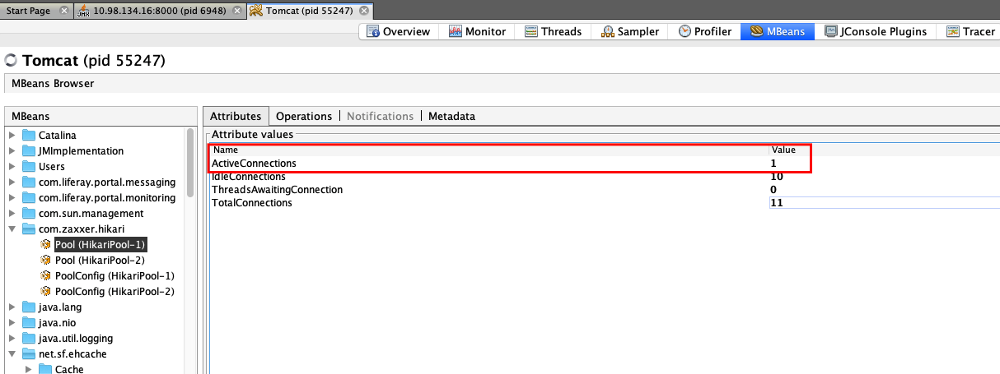 Start Page 10.98.134.16:8000 (pid 6948) Tomcat (pid 55247)
Overview Monitor Threads Sampler Profiler MBeans JConsole Plugins Tracer
Tomcat (pid 55247)
MBeans Browser
MBeans
Catalina
JMImplementation
Users
com.liferay.portal.messaging
com.liferay.portal.monitoring
com.sun.management
com.zaxxer.hikari
Pool (HikariPool-1)
Pool (HikariPool-2)
PoolConfig (HikariPool-1)
PoolConfig (HikariPool-2)
java.lang
java.nio
java.util.logging
net.sf.ehcache
Cache
Attributes Operations Notifications Metadata
Attribute values
Name Value
ActiveConnections 1
IdleConnections 10
ThreadsAwaitingConnection 0
TotalConnections 11